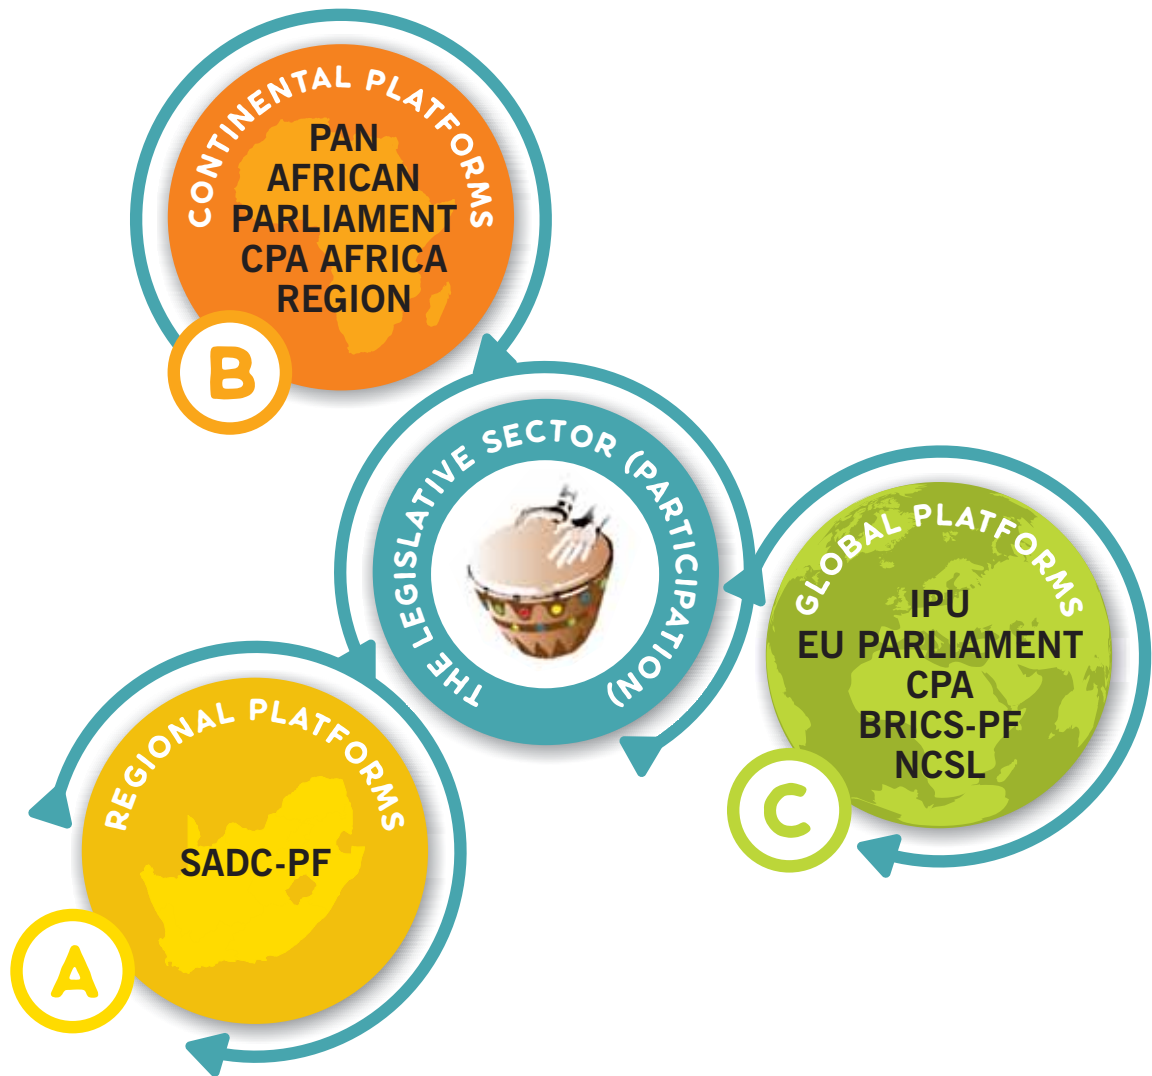 CONTINENTAL PLATFORMS
PAN
AFRICAN
PARLIAMENT
CPA AFRICA
REGION
B
THE LEGISLATIVE SECTOR (PARTICIPATION)
GLOBAL PLATFORMS
IPU
EU PARLIAMENT
CPA
BRICS-PF
NCSL
C
REGIONAL PLATFORMS
SADC-PF
A